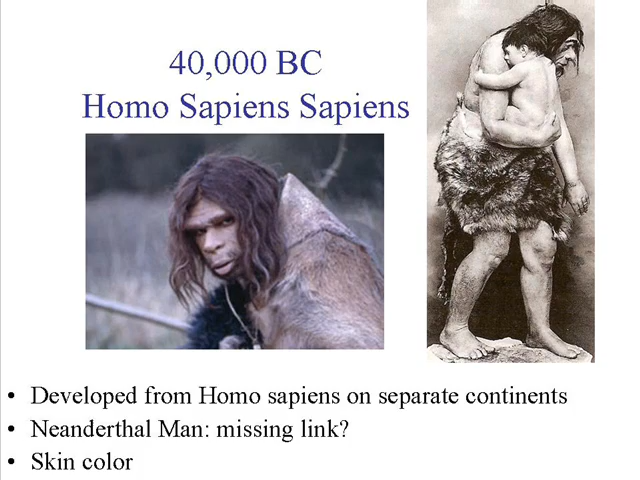 40,000 BC
Homo Sapiens Sapiens
• Developed from Homo sapiens on separate continents
• Neanderthal Man: missing link?
• Skin color